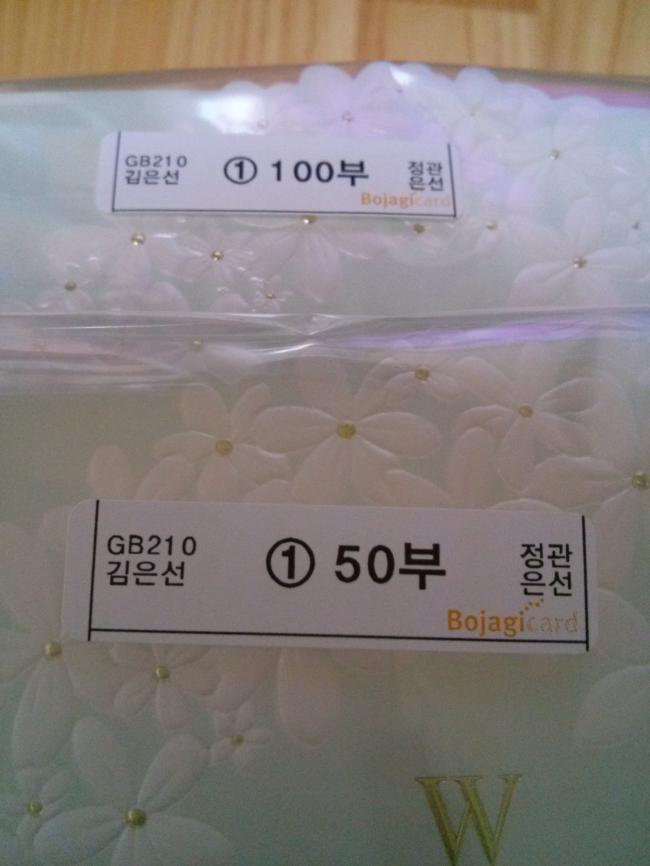 GB210 ① 100부 정관
김은선 은선
Bojagicard
GB210 ① 50부 정관
김은선 은선
Bojagicard
W